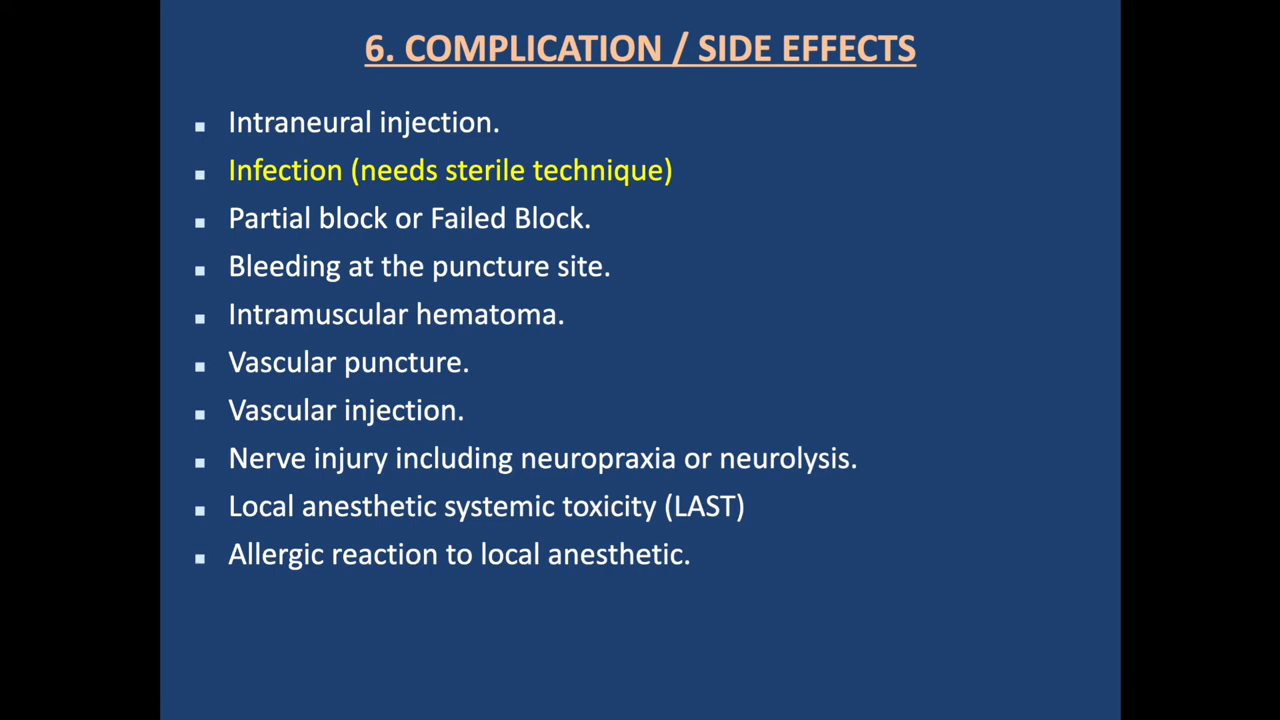 6. COMPLICATION / SIDE EFFECTS
Intraneural injection.
Infection (needs sterile technique)
Partial block or Failed Block.
Bleeding at the puncture site.
Intramuscular hematoma.
Vascular puncture.
Vascular injection.
Nerve injury including neuropraxia or neurolysis.
Local anesthetic systemic toxicity (LAST)
Allergic reaction to local anesthetic.